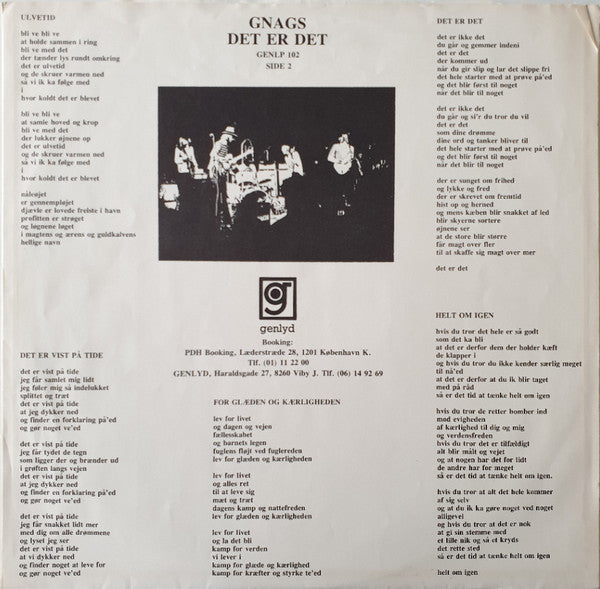 ULVETID
bli ve bli ve
at holde sammen i ring
bli ve med det
der tænder lys rundt omkring
det er ulvetid
og de skruer varmen ned
så vi ik ka følge med
i
hvor koldt det er blevet
bli ve bli ve
at samle hoved og krop
bli ve med det
der lukker øjnene op
det er ulvetid
og de skruer varmen ned
så vi ik ka følge med
i
hvor koldt det er blevet
nåleøjet
er gennempløjet
djævle er lovede frelste i havn
profitten er strøget
og løgnene løget
i magtens og ærens og guldkalvens
hellige navn
DET ER VIST PÅ TIDE
det er vist på tide
jeg får samlet mig lidt
jeg føler mig så indelukket
splittet og træt
det er vist på tide
at jeg dykker ned
og finder en forklaring på'ed
og gør noget ve'ed
det er vist på tide
jeg får tydet de tegn
som ligger der og brænder ud
i grøften langs vejen
det er vist på tide
at jeg dykker ned
og finder en forklaring på'ed
og gør noget ve'ed
det er vist på tide
jeg får snakket lidt mer
med dig om alle drømmene
og lyset jeg ser
det er vist på tide
at vi dykker ned
og finder noget at leve for
og gør noget ve'ed
GNAGS
DET ER DET
GENLP 102
SIDE 2
g
genlyd
Booking:
PDH Booking, Læderstræde 28, 1201 København K.
Tlf. (01) 11 22 00
GENLYD, Haraldsgade 27, 8260 Viby J. Tlf. (06) 14 92 69
FOR GLÆDEN OG KÆRLIGHEDEN
lev for livet
og dagen og vejen
fællesskabet
og barnets legen
fuglens fløjt ved fuglereden
lev for glæden og kærligheden
lev for livet
og alles ret
til at leve sig
mæt og træt
dagens kamp og nattefreden
lev for glæden og kærligheden
lev for livet
og la det bli
kamp for verden
vi lever i
kamp for glæde og kærlighed
kamp for kræfter og styrke te'ed
DET ER DET
det er ikke det
du går og gemmer indeni
det er det
der kommer ud
når du gir slip og lar det slippe fri
det hele starter med at prøve på'ed
og det blir først til noget
når det blir til noget
det er ikke det
du går og si'r du tror du vil
det er det
som dine drømme
dine ord og tanker bliver til
det hele starter med at prøve på'ed
og det blir først til noget
når det blir til noget
der er sunget om frihed
og lykke og fred
der er skrevet om fremtid
hist op og herned
og mens kæben blir snakket af led
blir skyerne sortere
øjnene ser
at de store blir større
får magt over fler
til at skaffe sig magt over mer
det er det
HELT OM IGEN
hvis du tror det hele er så godt
som det ka bli
at det er derfor dem der holder kæft
de klapper i
og hvis du tror du ikke kender særlig meget
til nå'ed
at det er derfor at du ik blir taget
med på råd
så er det tid at tænke helt om igen
hvis du tror de retter bomber ind
mod evigheden
af kærlighed til dig og mig
og verdensfreden
hvis du tror det er tilfældigt
alt blir målt og vejet
og at nogen har det for lidt
de andre har for meget
så er det tid at tænke helt om igen.
hvis du tror at alt det hele kommer
af sig selv
og at du ik ka gøre noget ved noget
alligevel
og hvis du tror at det er nok
at gi sin stemme med
et lille nik og så et kryds
det rette sted
så er det tid at tænke helt om igen
helt om igen